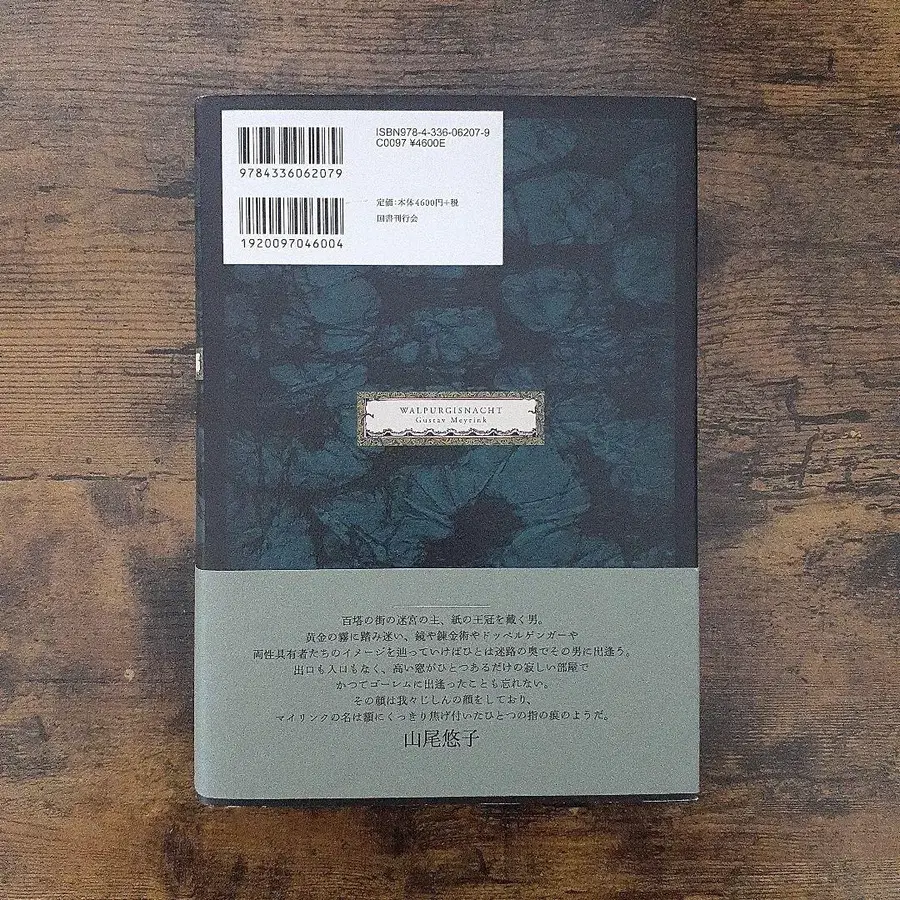 ISBN978-4-336-06207-9
C0097 ¥4600E
9784336062079
定価:本体4600円+税
国書刊行会
1920097046004
WALPURGISNACHT
Gustav Meyrink
百塔の街の迷宮の主、紙の王冠を戴く男。
黄金の霧に踏み迷い、鏡や錬金術やドッペルゲンガーや
両性具有者たちのイメージを辿っていけばひとは迷路の奥でその男に出逢う。
出口も入口もなく、高い窓がひとつあるだけの寂しい部屋で
かつてゴーレムに出逢ったことも忘れない。
その顔は我々じしんの顔をしており、
マイリンクの名は額にくっきり焦げ付いたひとつの指の痕のようだ。
山尾悠子